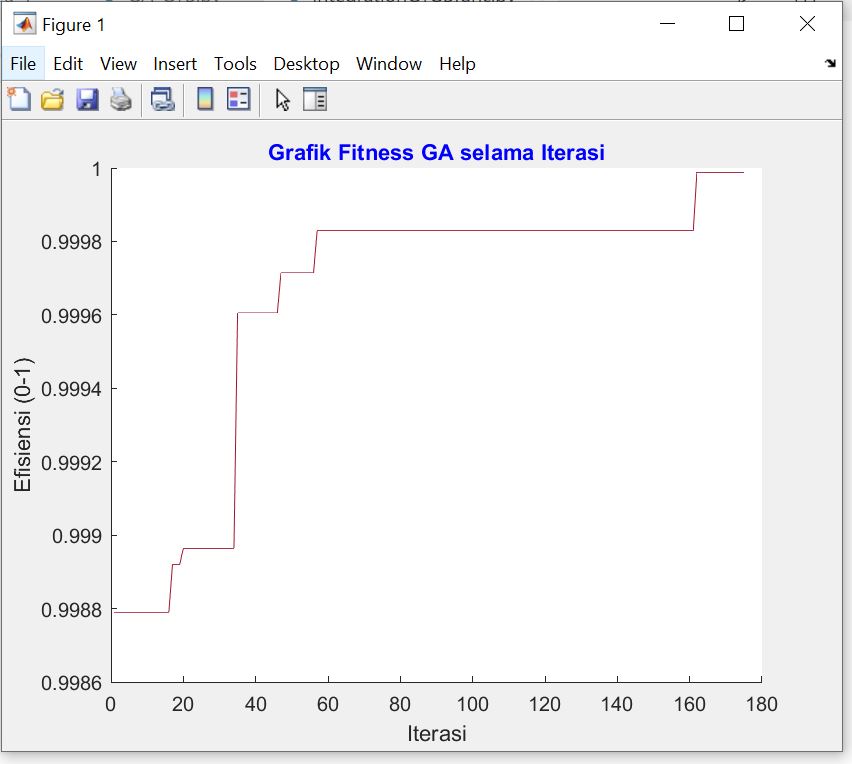 Figure 1
File Edit View Insert Tools Desktop Window Help
Grafik Fitness GA selama Iterasi
1
0.9998
0.9996
0.9994
0.9992
0.999
0.9988
0.9986
Efisiensi (0-1)
0 20 40 60 80 100 120 140 160 180
Iterasi